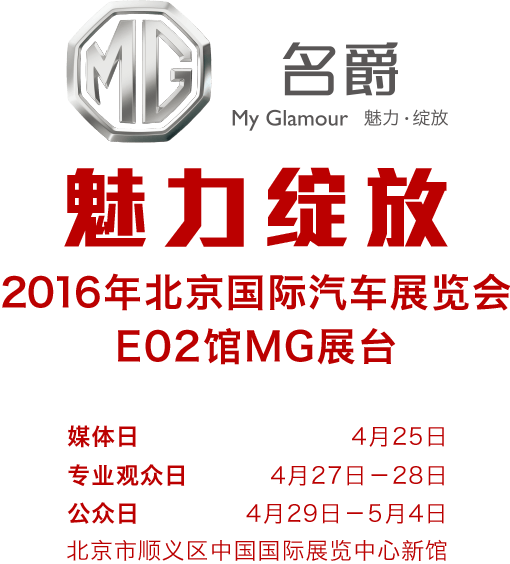 MG
名爵
My Glamour 魅力·绽放
魅力绽放
2016年北京国际汽车展览会
E02馆MG展台
媒体日 4月25日
专业观众日 4月27日－28日
公众日 4月29日－5月4日
北京市顺义区中国国际展览中心新馆